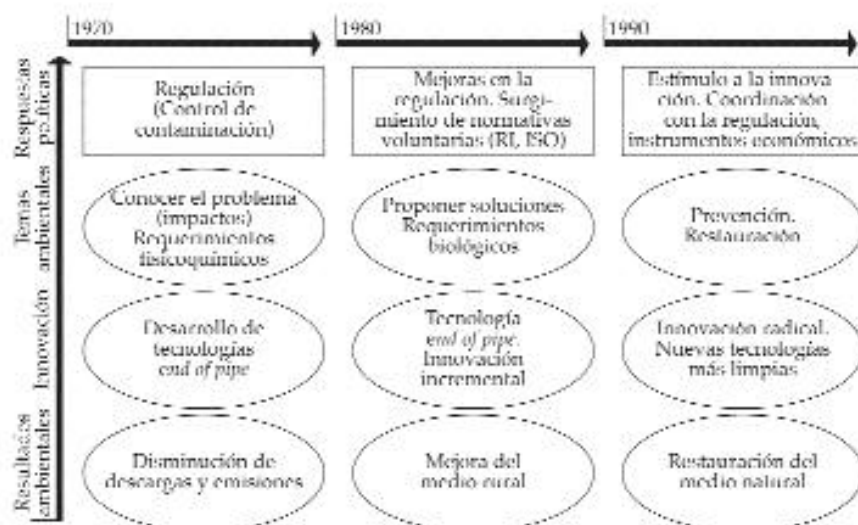 1970
1980
1990
Respuestas
políticas
Regulación
(Control de
contaminación)
Mejoras en la
regulación. Surgi-
miento de normativas
voluntarias (RI, ISO)
Estímulo a la innova
ción. Coordinación
con la regulación,
instrumentos económicos
Temas
ambientales
Conocer el problema
(impactos)
Requerimientos
fisicoquímicos
Proponer soluciones
Requerimientos
biológicos
Prevención.
Restauración
Innovación
Desarrollo de
tecnologías
end of pipe
Tecnología
end of pipe.
Innovación
incremental
Innovación radical.
Nuevas tecnologías
más limpias
Resultados
ambientales
Disminución de
descargas y emisiones
Mejora del
medio rural
Restauración del
medio natural